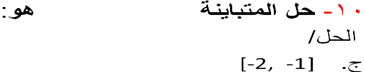 ١٠- حل المتباينة هو:
الحل/
ج. [-2, -1]